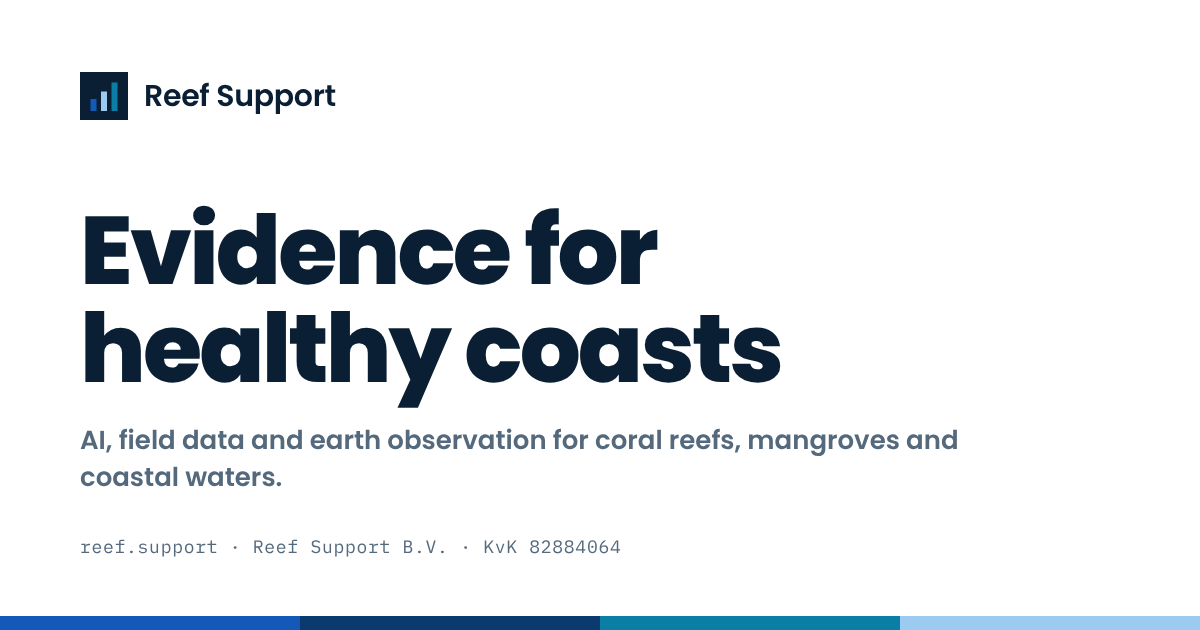 Reef Support
Evidence for
healthy coasts
AI, field data and earth observation for coral reefs, mangroves and
coastal waters.
reef.support · Reef Support B.V. · KvK 82884064